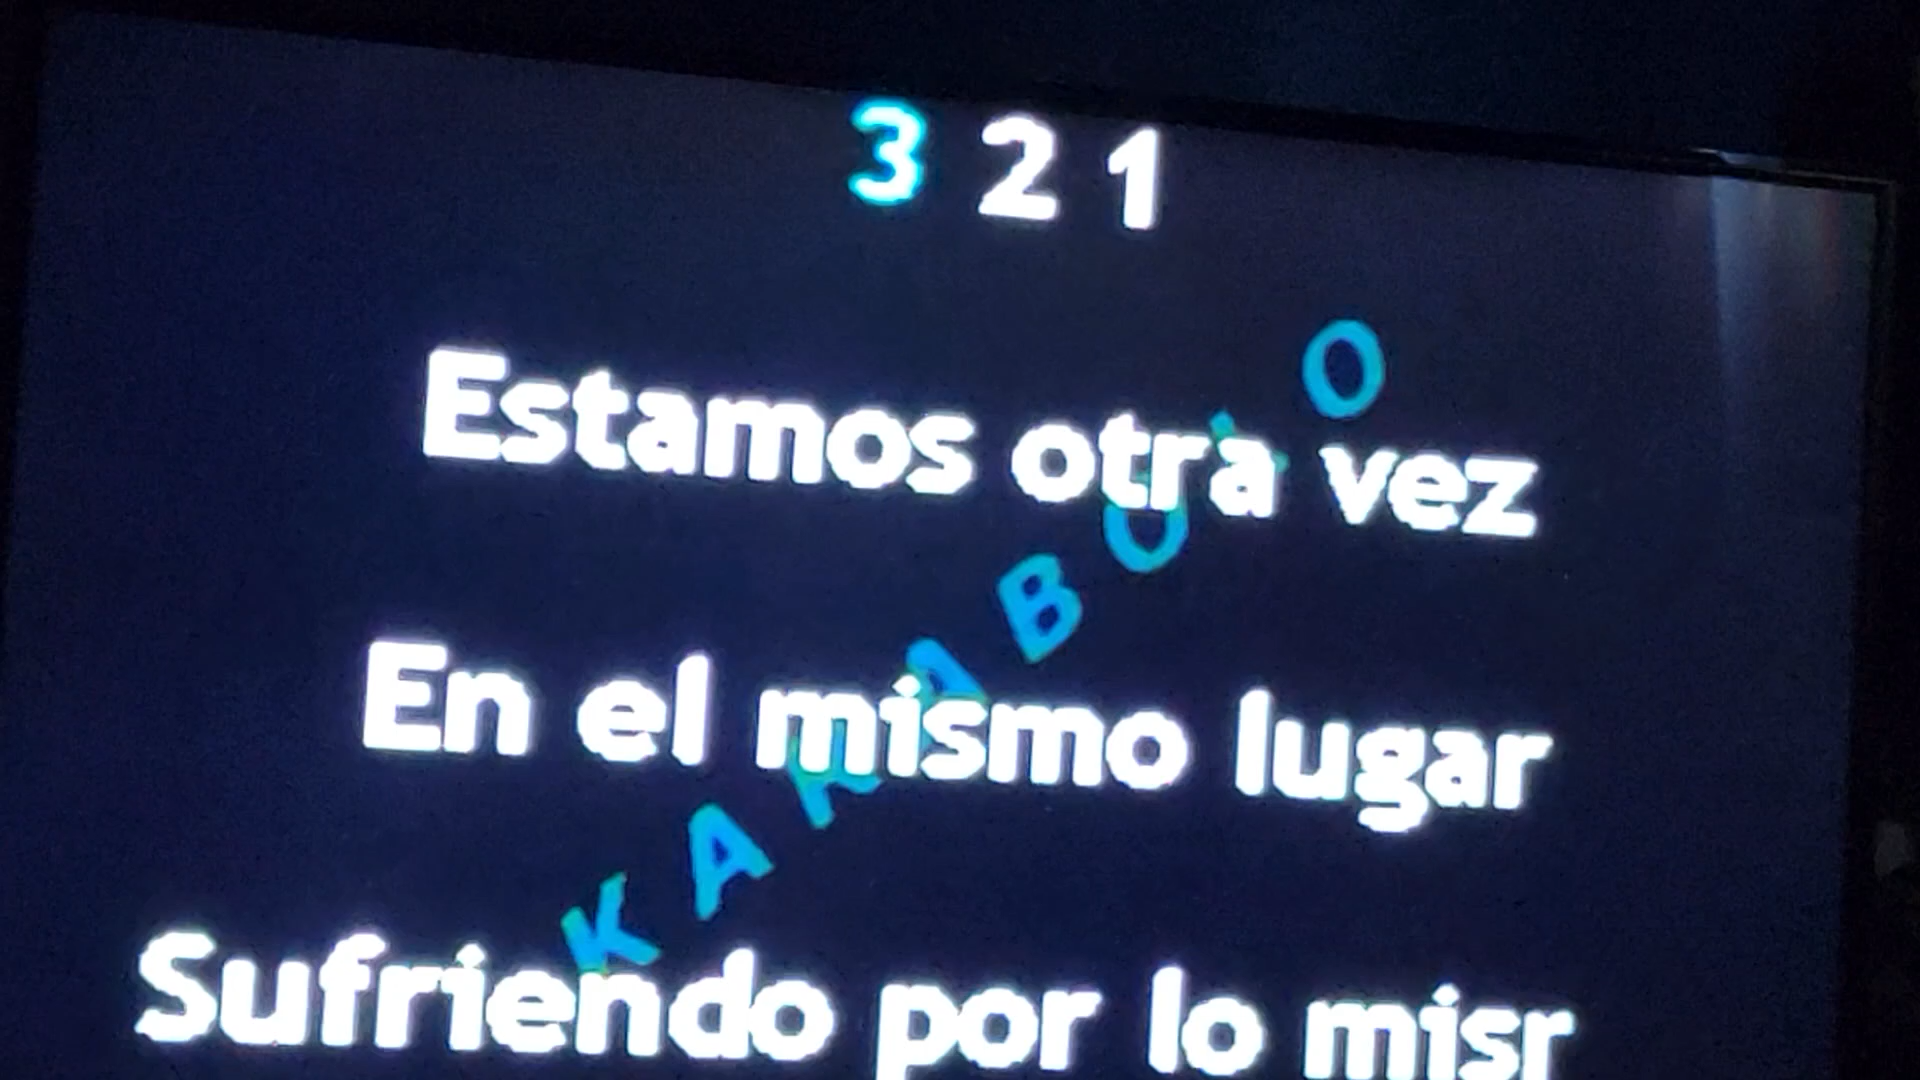 3 2 1
Estamos otra vez
En el mismo lugar
Sufriendo por lo